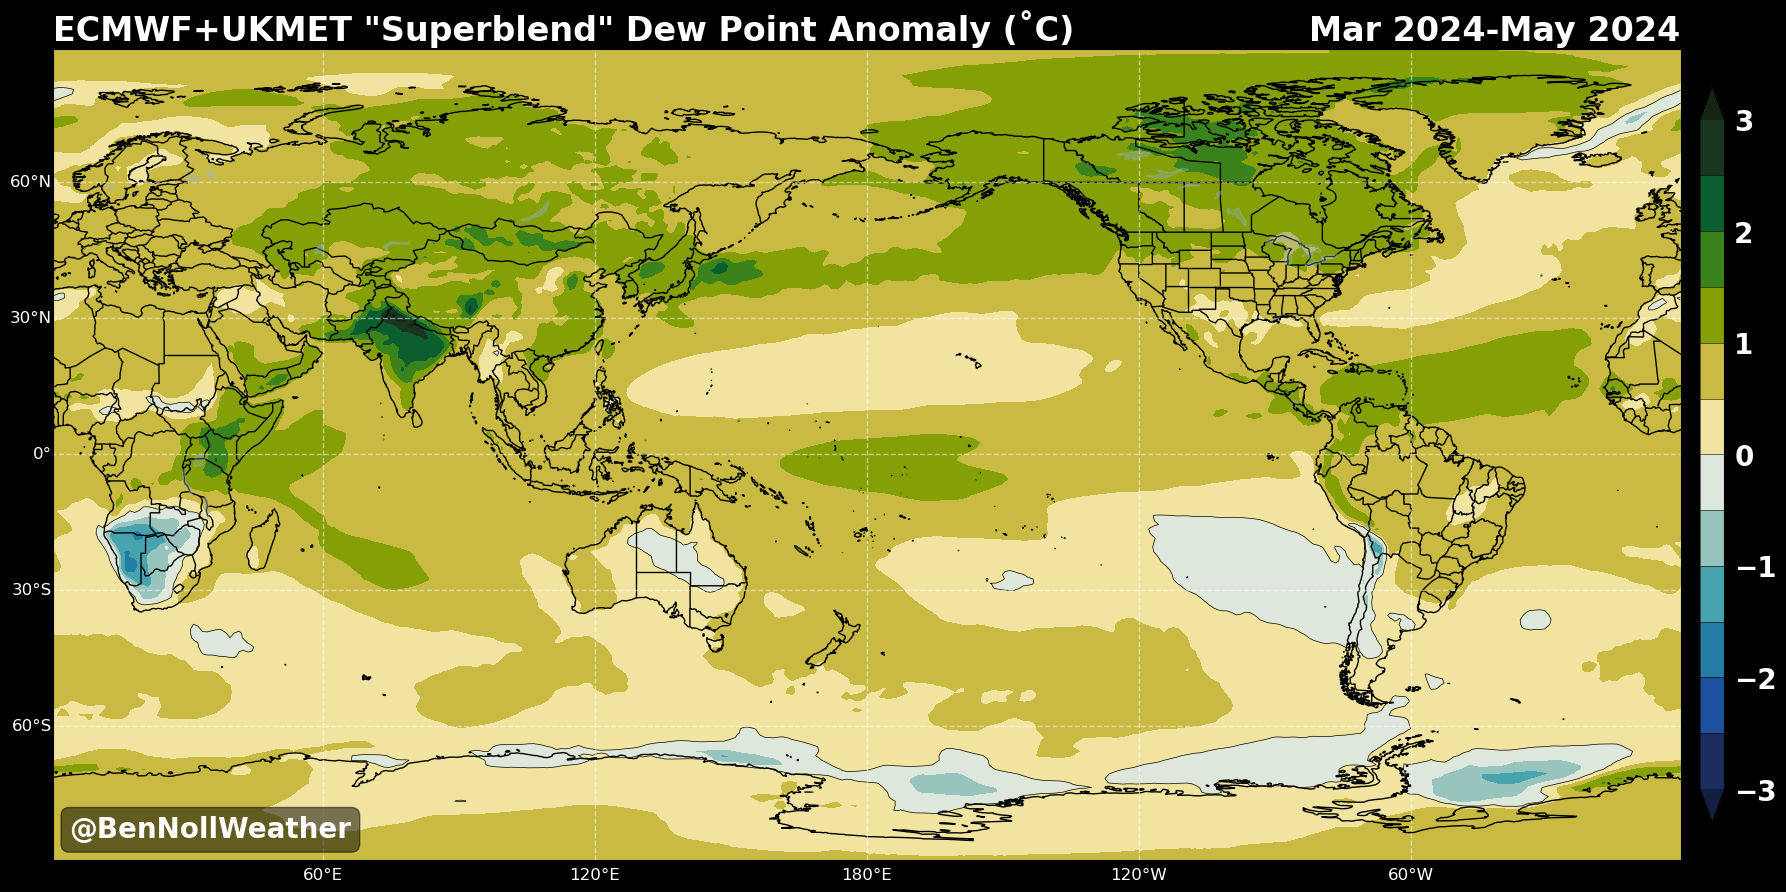 ECMWF+UKMET "Superblend" Dew Point Anomaly (˚C) Mar 2024-May 2024
3
60°N
2
30°N
1
0°
0
−1
30°S
−2
60°S
−3
@BenNollWeather
60°E 120°E 180°E 120°W 60°W